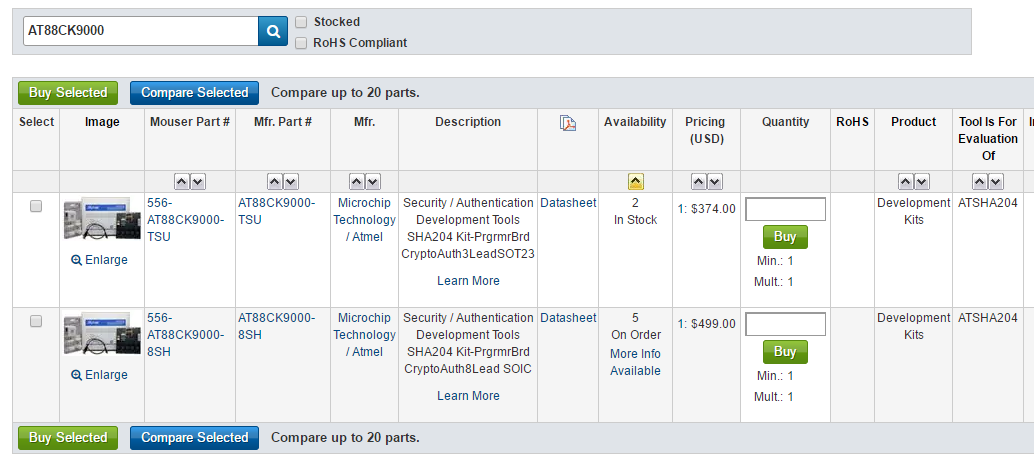 AT88CK9000
Stocked
RoHS Compliant
Buy Selected Compare Selected Compare up to 20 parts.
Select Image Mouser Part # Mfr. Part # Mfr. Description Availability Pricing (USD) Quantity RoHS Product Tool Is For Evaluation Of
556-AT88CK9000-TSU
AT88CK9000-TSU
Microchip Technology / Atmel
Security / Authentication
Development Tools
SHA204 Kit-PrgrmrBrd
CryptoAuth3LeadSOT23
Learn More
Datasheet
2
In Stock
1: $374.00
Buy
Min.: 1
Mult.: 1
Development Kits
ATSHA204
Enlarge
556-AT88CK9000-8SH
AT88CK9000-8SH
Microchip Technology / Atmel
Security / Authentication
Development Tools
SHA204 Kit-PrgrmrBrd
CryptoAuth8Lead SOIC
Learn More
Datasheet
5
On Order
More Info
Available
1: $499.00
Buy
Min.: 1
Mult.: 1
Development Kits
ATSHA204
Enlarge
Buy Selected Compare Selected Compare up to 20 parts.